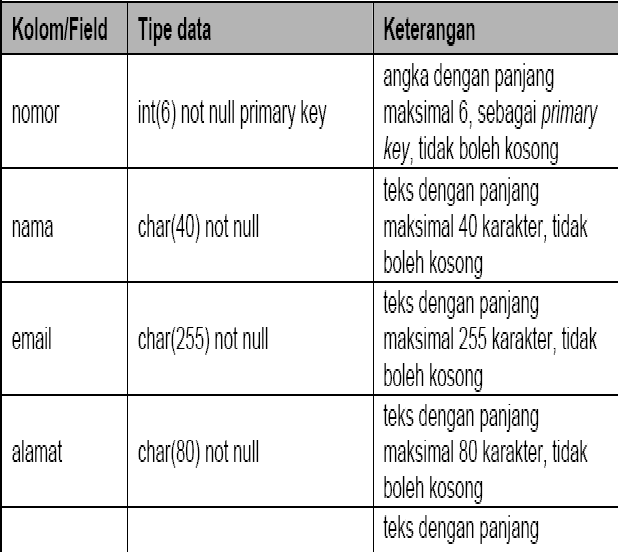 Kolom/Field Tipe data Keterangan
angka dengan panjang
nomor int(6) not null primary key maksimal 6, sebagai primary
key, tidak boleh kosong
teks dengan panjang
nama char(40) not null maksimal 40 karakter, tidak
boleh kosong
teks dengan panjang
email char(255) not null maksimal 255 karakter, tidak
boleh kosong
teks dengan panjang
alamat char(80) not null maksimal 80 karakter, tidak
boleh kosong
teks dengan panjang